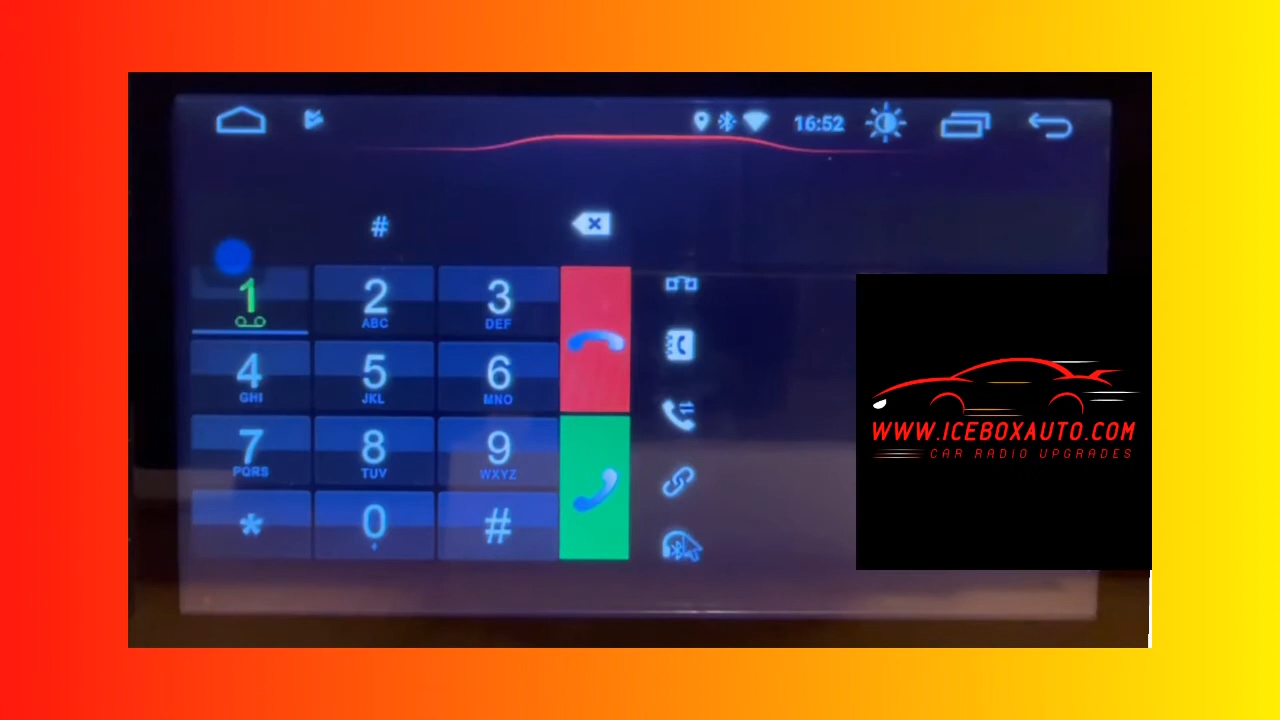 16:52
#
1
2
ABC
3
DEF
4
GHI
5
JKL
6
MNO
7
PQRS
8
TUV
9
WXYZ
*
0
+
#
WWW.ICEBOXAUTO.COM
CAR RADIO UPGRADES